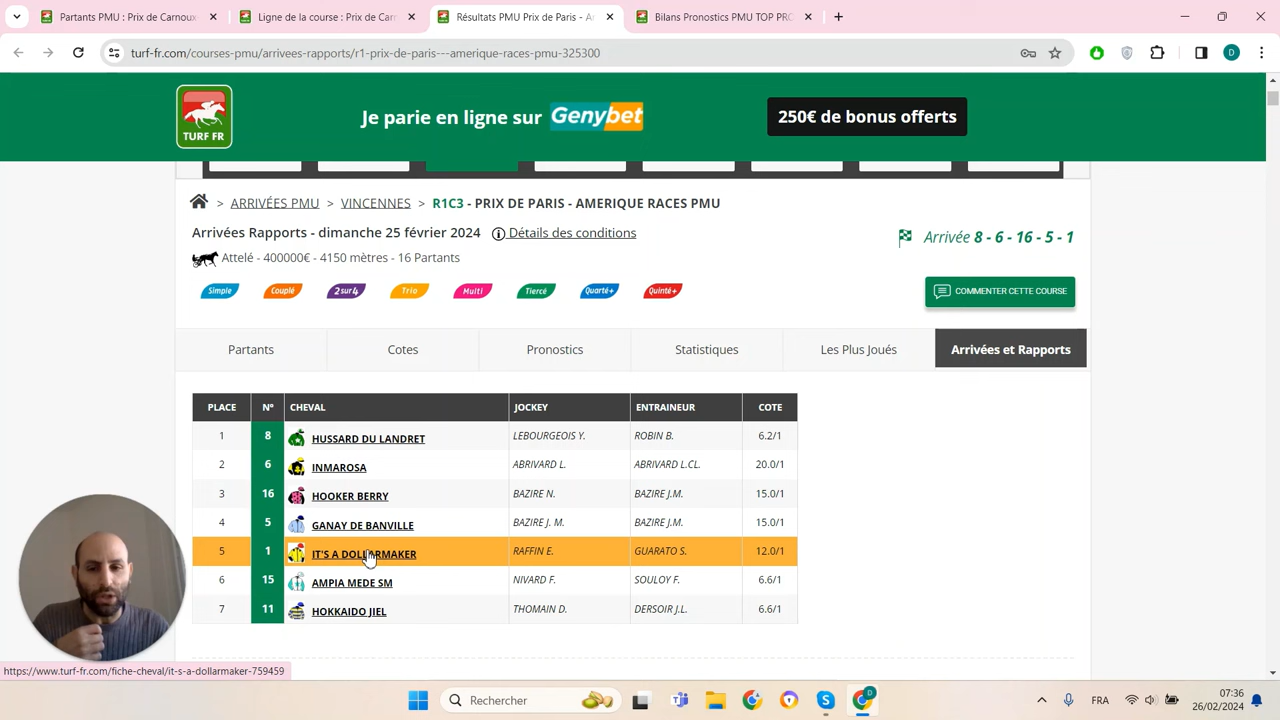 Partants PMU : Prix de Carnoux
Ligne de la course : Prix de Carn
Résultats PMU Prix de Paris - A
Bilans Pronostics PMU TOP PRO
turf-fr.com/courses-pmu/arrivees-rapports/r1-prix-de-paris---amerique-races-pmu-325300
D
TURF FR
Je parie en ligne sur Genybet
250€ de bonus offerts
> ARRIVÉES PMU > VINCENNES > R1C3 - PRIX DE PARIS - AMERIQUE RACES PMU
Arrivées Rapports - dimanche 25 février 2024 Détails des conditions
Arrivée 8 - 6 - 16 - 5 - 1
Attelé - 400000€ - 4150 mètres - 16 Partants
Simple Couplé 2sur4 Trio Multi Tiercé Quarté+ Quinté+
COMMENTER CETTE COURSE
Partants Cotes Pronostics Statistiques Les Plus Joués Arrivées et Rapports
PLACE N° CHEVAL JOCKEY ENTRAINEUR COTE
1 8 HUSSARD DU LANDRET LEBOURGEOIS Y. ROBIN B. 6.2/1
2 6 INMAROSA ABRIVARD L. ABRIVARD L.CL. 20.0/1
3 16 HOOKER BERRY BAZIRE N. BAZIRE J.M. 15.0/1
4 5 GANAY DE BANVILLE BAZIRE J. M. BAZIRE J.M. 15.0/1
5 1 IT'S A DOLLARMAKER RAFFIN E. GUARATO S. 12.0/1
6 15 AMPIA MEDE SM NIVARD F. SOULOY F. 6.6/1
7 11 HOKKAIDO JIEL THOMAIN D. DERSOIR J.L. 6.6/1
https://www.turf-fr.com/fiche-cheval/it-s-a-dollarmaker-759459
Rechercher
FRA
07:36
26/02/2024